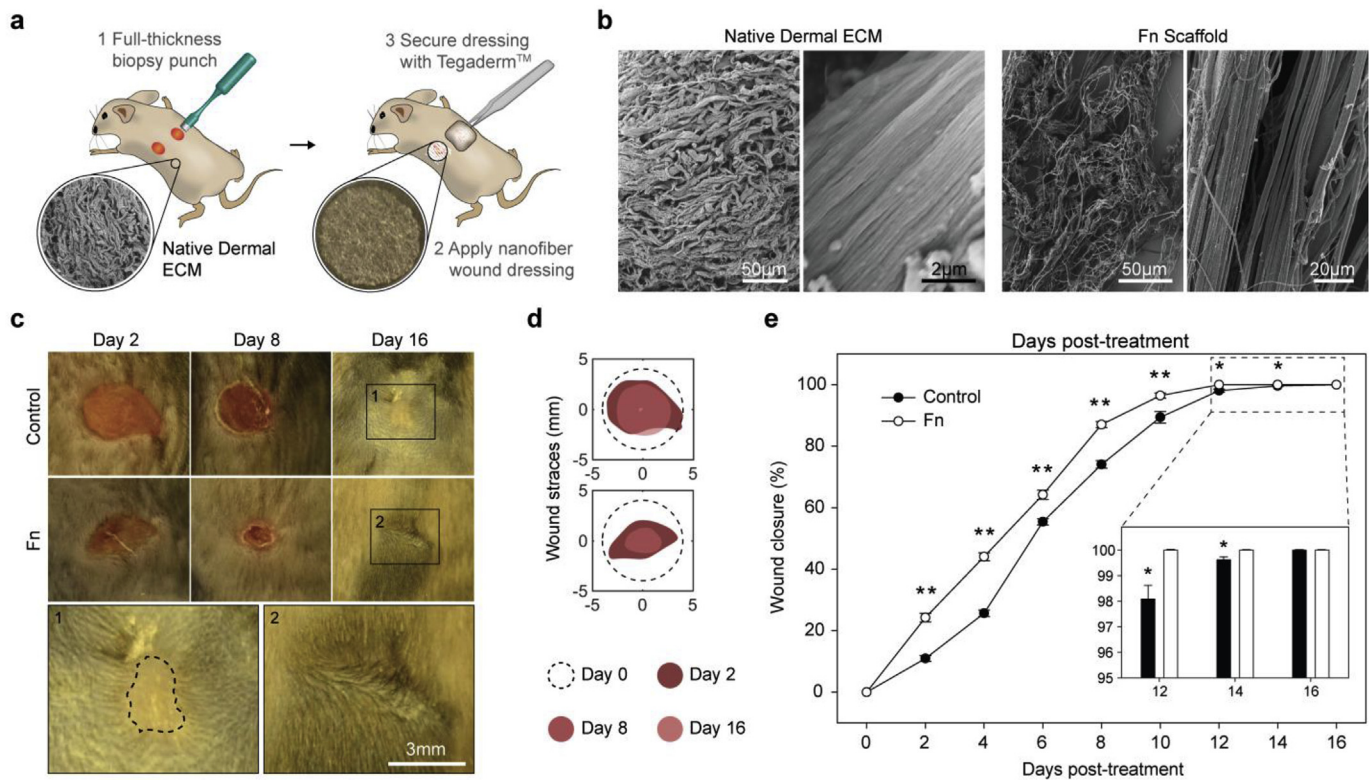 a
1 Full-thickness
biopsy punch
3 Secure dressing
with Tegaderm™
Native Dermal
ECM
2 Apply nanofiber
wound dressing
b
Native Dermal ECM
Fn Scaffold
50µm
2µm
50µm
20µm
c
Day 2
Day 8
Day 16
Control
1
Fn
2
1
2
3mm
d
Wound straces (mm)
5
0
-5
-5
0
5
5
0
-5
-5
0
5
Day 0
Day 2
Day 8
Day 16
e
Days post-treatment
Wound closure (%)
100
80
60
40
20
0
Control
Fn
**
**
**
**
**
*
*
100
99
98
97
96
95
*
*
12
14
16
0
2
4
6
8
10
12
14
16
Days post-treatment